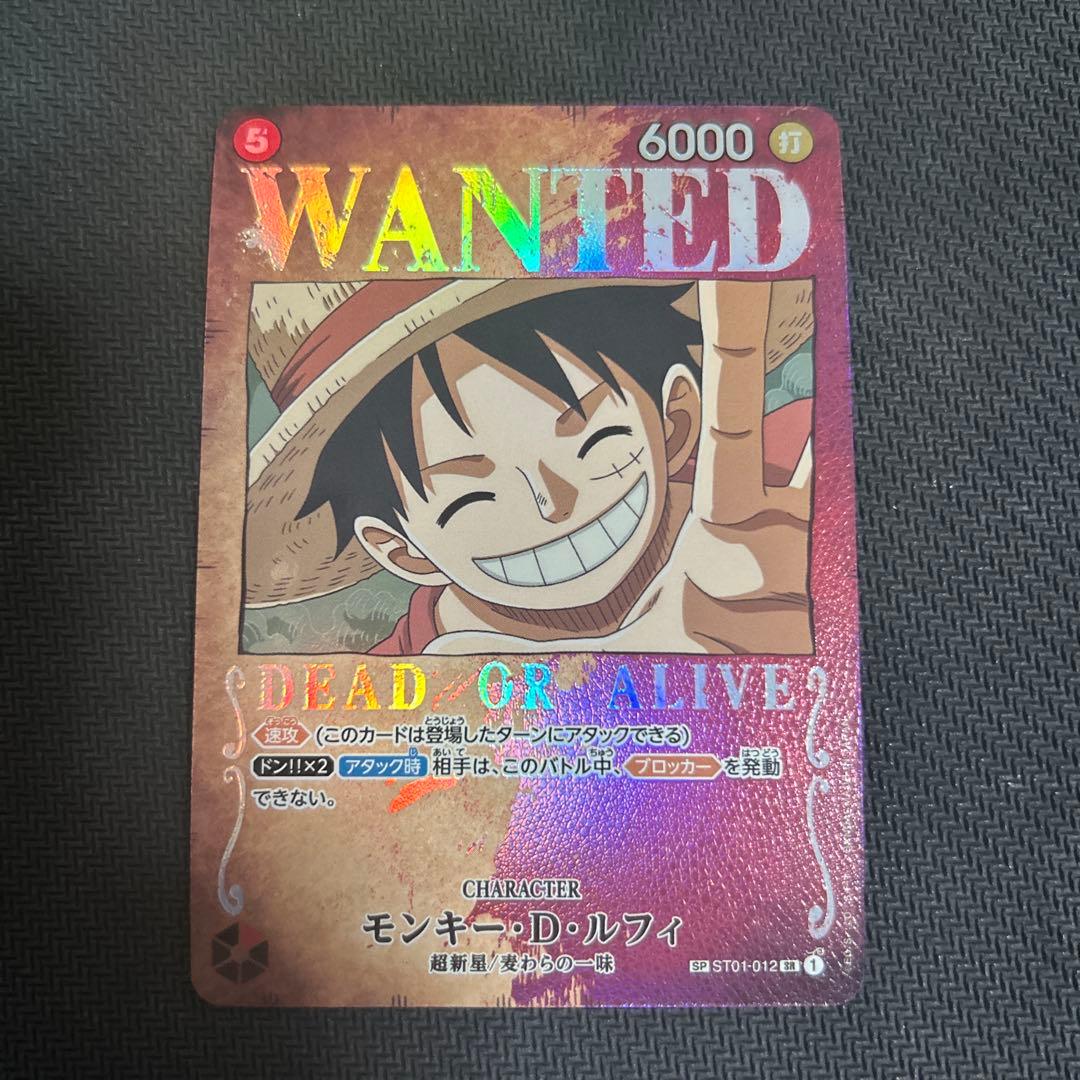 5 6000 打
WANTED
DEAD OR ALIVE
速攻 (このカードは登場したターンにアタックできる)
ドン!!×2 アタック時 相手は、このバトル中、ブロッカーを発動
できない。
CHARACTER
モンキー・D・ルフィ
超新星/麦わらの一味
SP ST01-012 SR 1